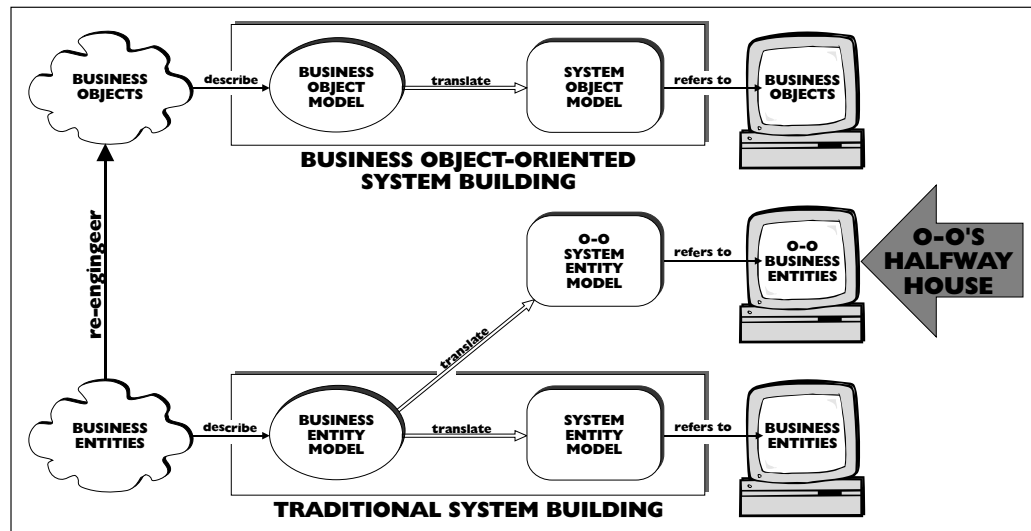 BUSINESS
OBJECTS
describe
BUSINESS
OBJECT
MODEL
translate
SYSTEM
OBJECT
MODEL
refers to
BUSINESS
OBJECTS
BUSINESS OBJECT-ORIENTED
SYSTEM BUILDING
re-engingeer
O-O
SYSTEM
ENTITY
MODEL
refers to
O-O
BUSINESS
ENTITIES
O-O'S
HALFWAY
HOUSE
translate
BUSINESS
ENTITIES
describe
BUSINESS
ENTITY
MODEL
translate
SYSTEM
ENTITY
MODEL
refers to
BUSINESS
ENTITIES
TRADITIONAL SYSTEM BUILDING